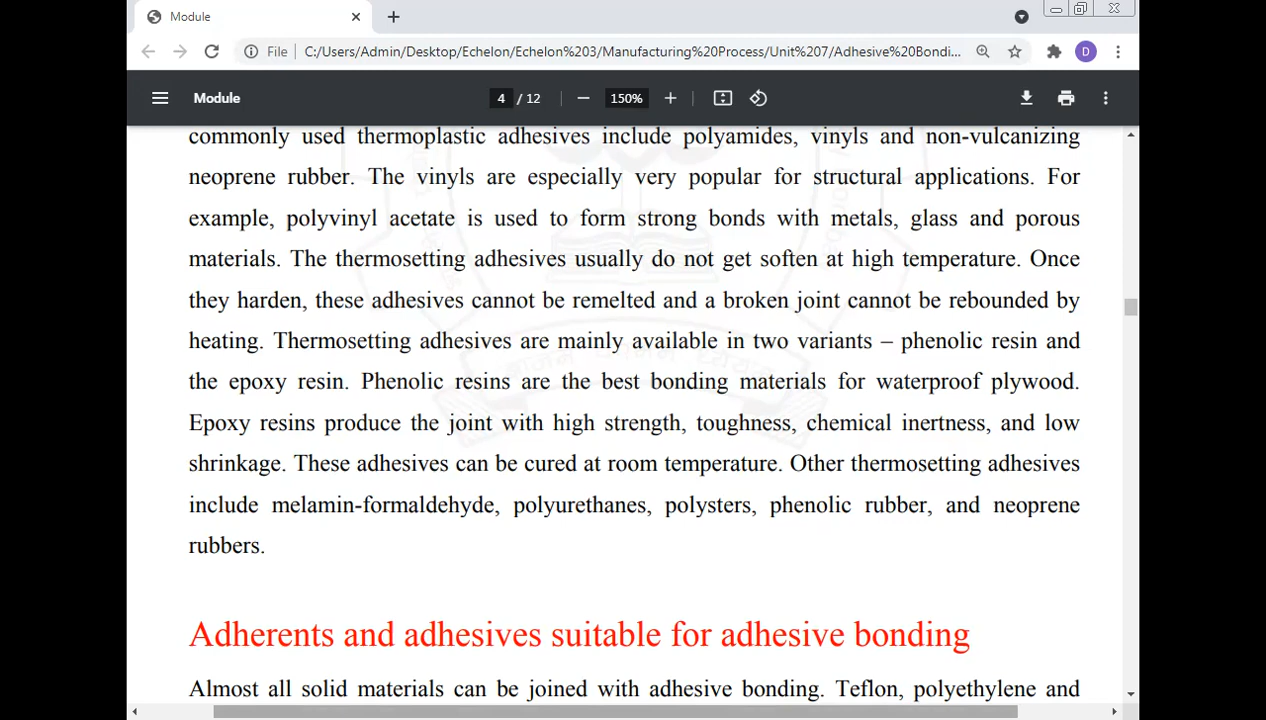 Module
File
C:/Users/Admin/Desktop/Echelon/Echelon%203/Manufacturing%20Process/Unit%207/Adhesive%20Bondi...
D
Module
4 / 12
150%
commonly used thermoplastic adhesives include polyamides, vinyls and non-vulcanizing
neoprene rubber. The vinyls are especially very popular for structural applications. For
example, polyvinyl acetate is used to form strong bonds with metals, glass and porous
materials. The thermosetting adhesives usually do not get soften at high temperature. Once
they harden, these adhesives cannot be remelted and a broken joint cannot be rebounded by
heating. Thermosetting adhesives are mainly available in two variants – phenolic resin and
the epoxy resin. Phenolic resins are the best bonding materials for waterproof plywood.
Epoxy resins produce the joint with high strength, toughness, chemical inertness, and low
shrinkage. These adhesives can be cured at room temperature. Other thermosetting adhesives
include melamin-formaldehyde, polyurethanes, polysters, phenolic rubber, and neoprene
rubbers.
Adherents and adhesives suitable for adhesive bonding
Almost all solid materials can be joined with adhesive bonding. Teflon, polyethylene and